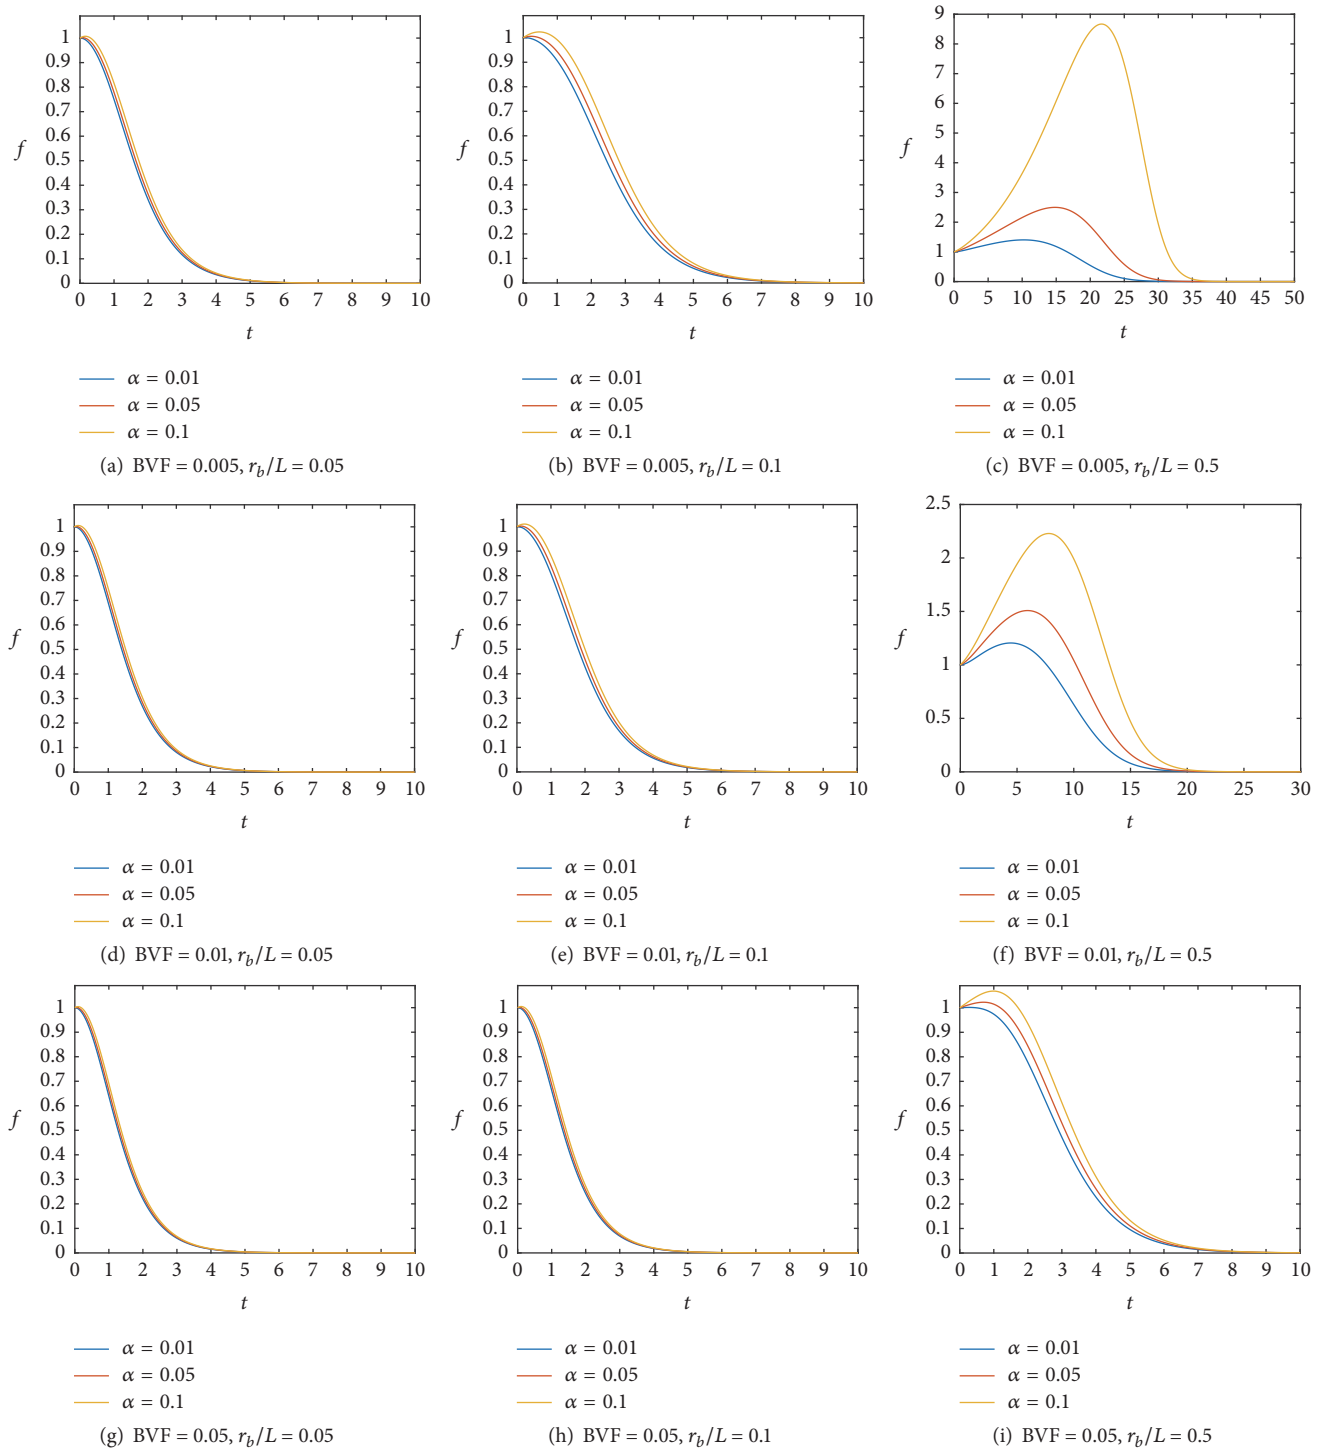 1
0.9
0.8
0.7
0.6
f 0.5
0.4
0.3
0.2
0.1
0
0 1 2 3 4 5 6 7 8 9 10
t
α = 0.01
α = 0.05
α = 0.1
(a) BVF = 0.005, r_b/L = 0.05
1
0.9
0.8
0.7
0.6
f 0.5
0.4
0.3
0.2
0.1
0
0 1 2 3 4 5 6 7 8 9 10
t
α = 0.01
α = 0.05
α = 0.1
(b) BVF = 0.005, r_b/L = 0.1
9
8
7
6
5
f
4
3
2
1
0
0 5 10 15 20 25 30 35 40 45 50
t
α = 0.01
α = 0.05
α = 0.1
(c) BVF = 0.005, r_b/L = 0.5
1
0.9
0.8
0.7
0.6
f 0.5
0.4
0.3
0.2
0.1
0
0 1 2 3 4 5 6 7 8 9 10
t
α = 0.01
α = 0.05
α = 0.1
(d) BVF = 0.01, r_b/L = 0.05
1
0.9
0.8
0.7
0.6
f 0.5
0.4
0.3
0.2
0.1
0
0 1 2 3 4 5 6 7 8 9 10
t
α = 0.01
α = 0.05
α = 0.1
(e) BVF = 0.01, r_b/L = 0.1
2.5
2
1.5
f
1
0.5
0
0 5 10 15 20 25 30
t
α = 0.01
α = 0.05
α = 0.1
(f) BVF = 0.01, r_b/L = 0.5
1
0.9
0.8
0.7
0.6
f 0.5
0.4
0.3
0.2
0.1
0
0 1 2 3 4 5 6 7 8 9 10
t
α = 0.01
α = 0.05
α = 0.1
(g) BVF = 0.05, r_b/L = 0.05
1
0.9
0.8
0.7
0.6
f 0.5
0.4
0.3
0.2
0.1
0
0 1 2 3 4 5 6 7 8 9 10
t
α = 0.01
α = 0.05
α = 0.1
(h) BVF = 0.05, r_b/L = 0.1
1
0.9
0.8
0.7
0.6
f 0.5
0.4
0.3
0.2
0.1
0
0 1 2 3 4 5 6 7 8 9 10
t
α = 0.01
α = 0.05
α = 0.1
(i) BVF = 0.05, r_b/L = 0.5